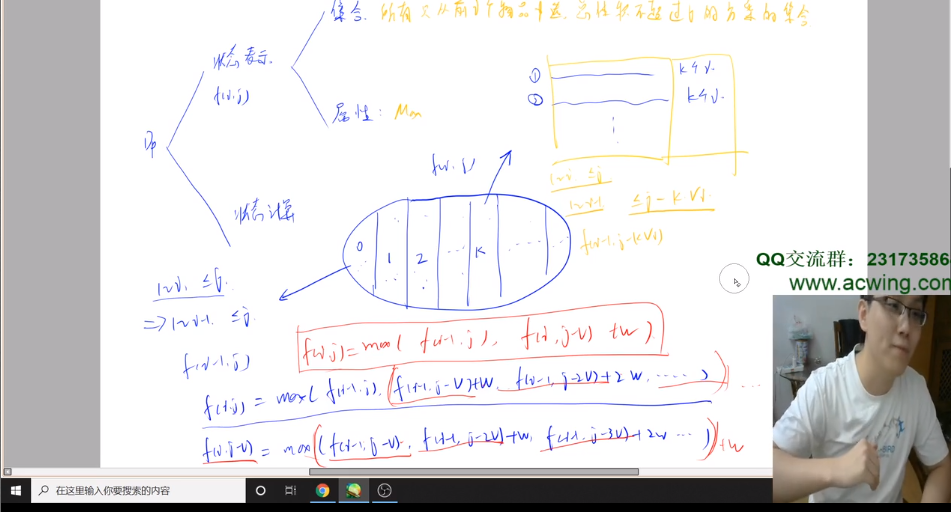 集合: 所有只从前i个物品中选, 总体积不超过j的方案的集合
状态表示
f(i,j)
属性: Max
DP
状态计算
① k个vi
② k个vi
⋮
1~i ≤j
1~i-1 ≤j-k vi
f(i-1, j-kvi)
f(i,j)
0 1 2 ... k ......
1~i, ≤j.
=> 1~i-1, ≤j.
f(i-1,j)
f(i,j)=max( f(i-1,j), f(i,j-v)+w )
f(i,j) = max( f(i-1,j), f(i-1,j-v)+w, f(i-1,j-2v)+2w, ...... )
f(i,j-v) = max( f(i-1,j-v), f(i-1,j-2v)+w, f(i-1,j-3v)+2w ... ) +w
QQ交流群：23173586
www.acwing.com
在这里输入你要搜索的内容